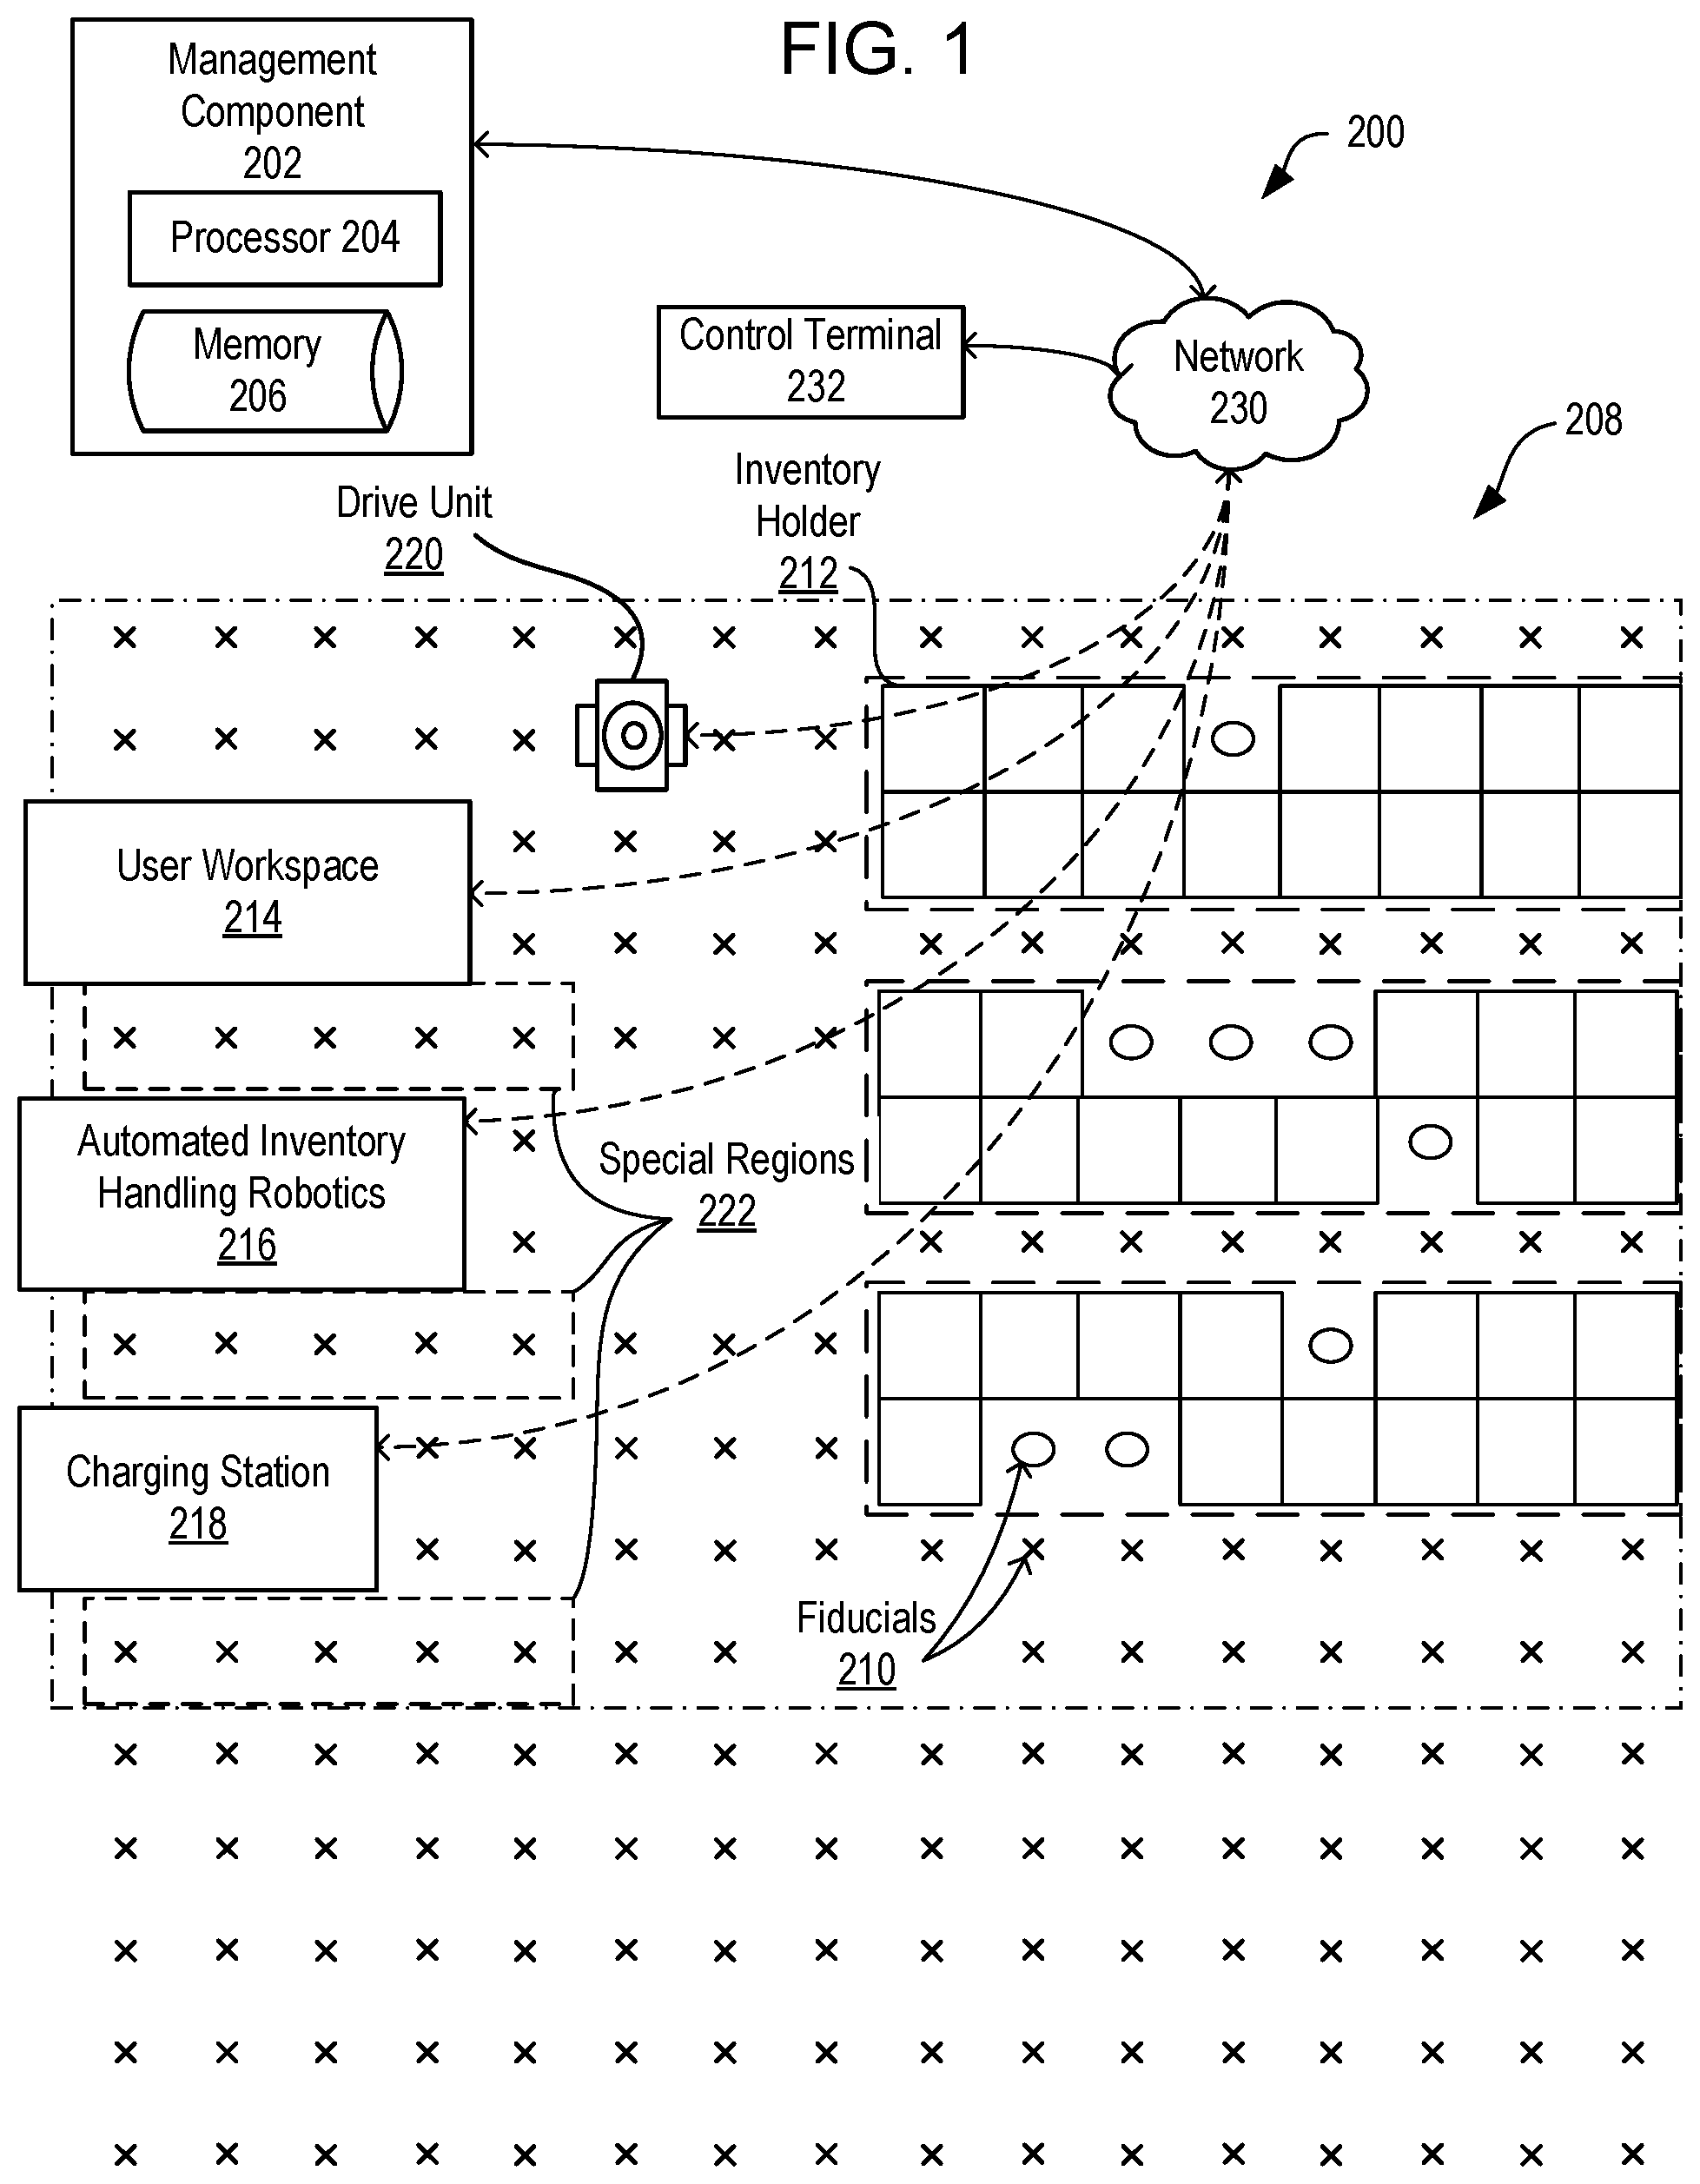 FIG. 1
Management
Component
202
Processor 204
Memory
206
200
Control Terminal
232
Network
230
208
Inventory
Holder
212
Drive Unit
220
User Workspace
214
Automated Inventory
Handling Robotics
216
Special Regions
222
Charging Station
218
Fiducials
210